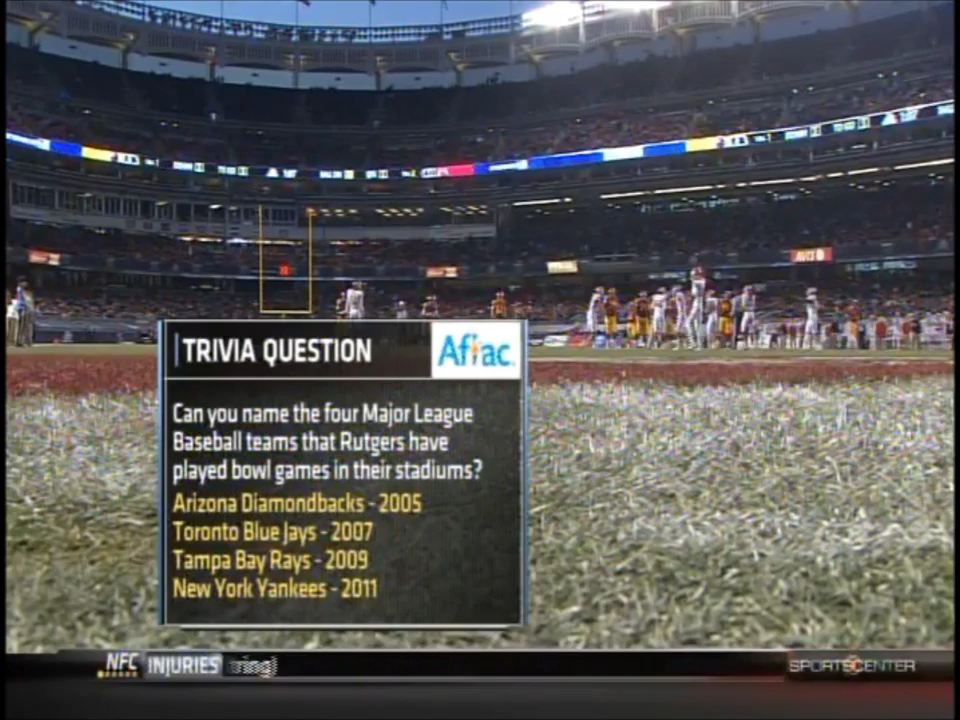 TRIVIA QUESTION
Aflac.
Can you name the four Major League
Baseball teams that Rutgers have
played bowl games in their stadiums?
Arizona Diamondbacks - 2005
Toronto Blue Jays - 2007
Tampa Bay Rays - 2009
New York Yankees - 2011
NFC INJURIES
SPORTSCENTER